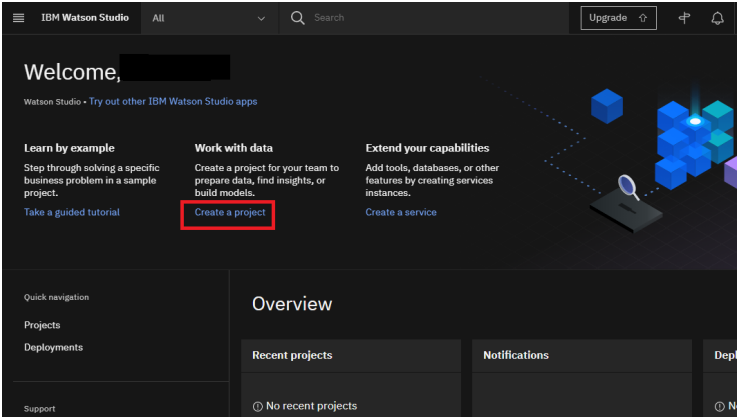 IBM Watson Studio
All
Search
Upgrade
Welcome,
Watson Studio • Try out other IBM Watson Studio apps
Learn by example
Step through solving a specific
business problem in a sample
project.
Take a guided tutorial
Work with data
Create a project for your team to
prepare data, find insights, or
build models.
Create a project
Extend your capabilities
Add tools, databases, or other
features by creating services
instances.
Create a service
Quick navigation
Projects
Deployments
Support
Overview
Recent projects
No recent projects
Notifications